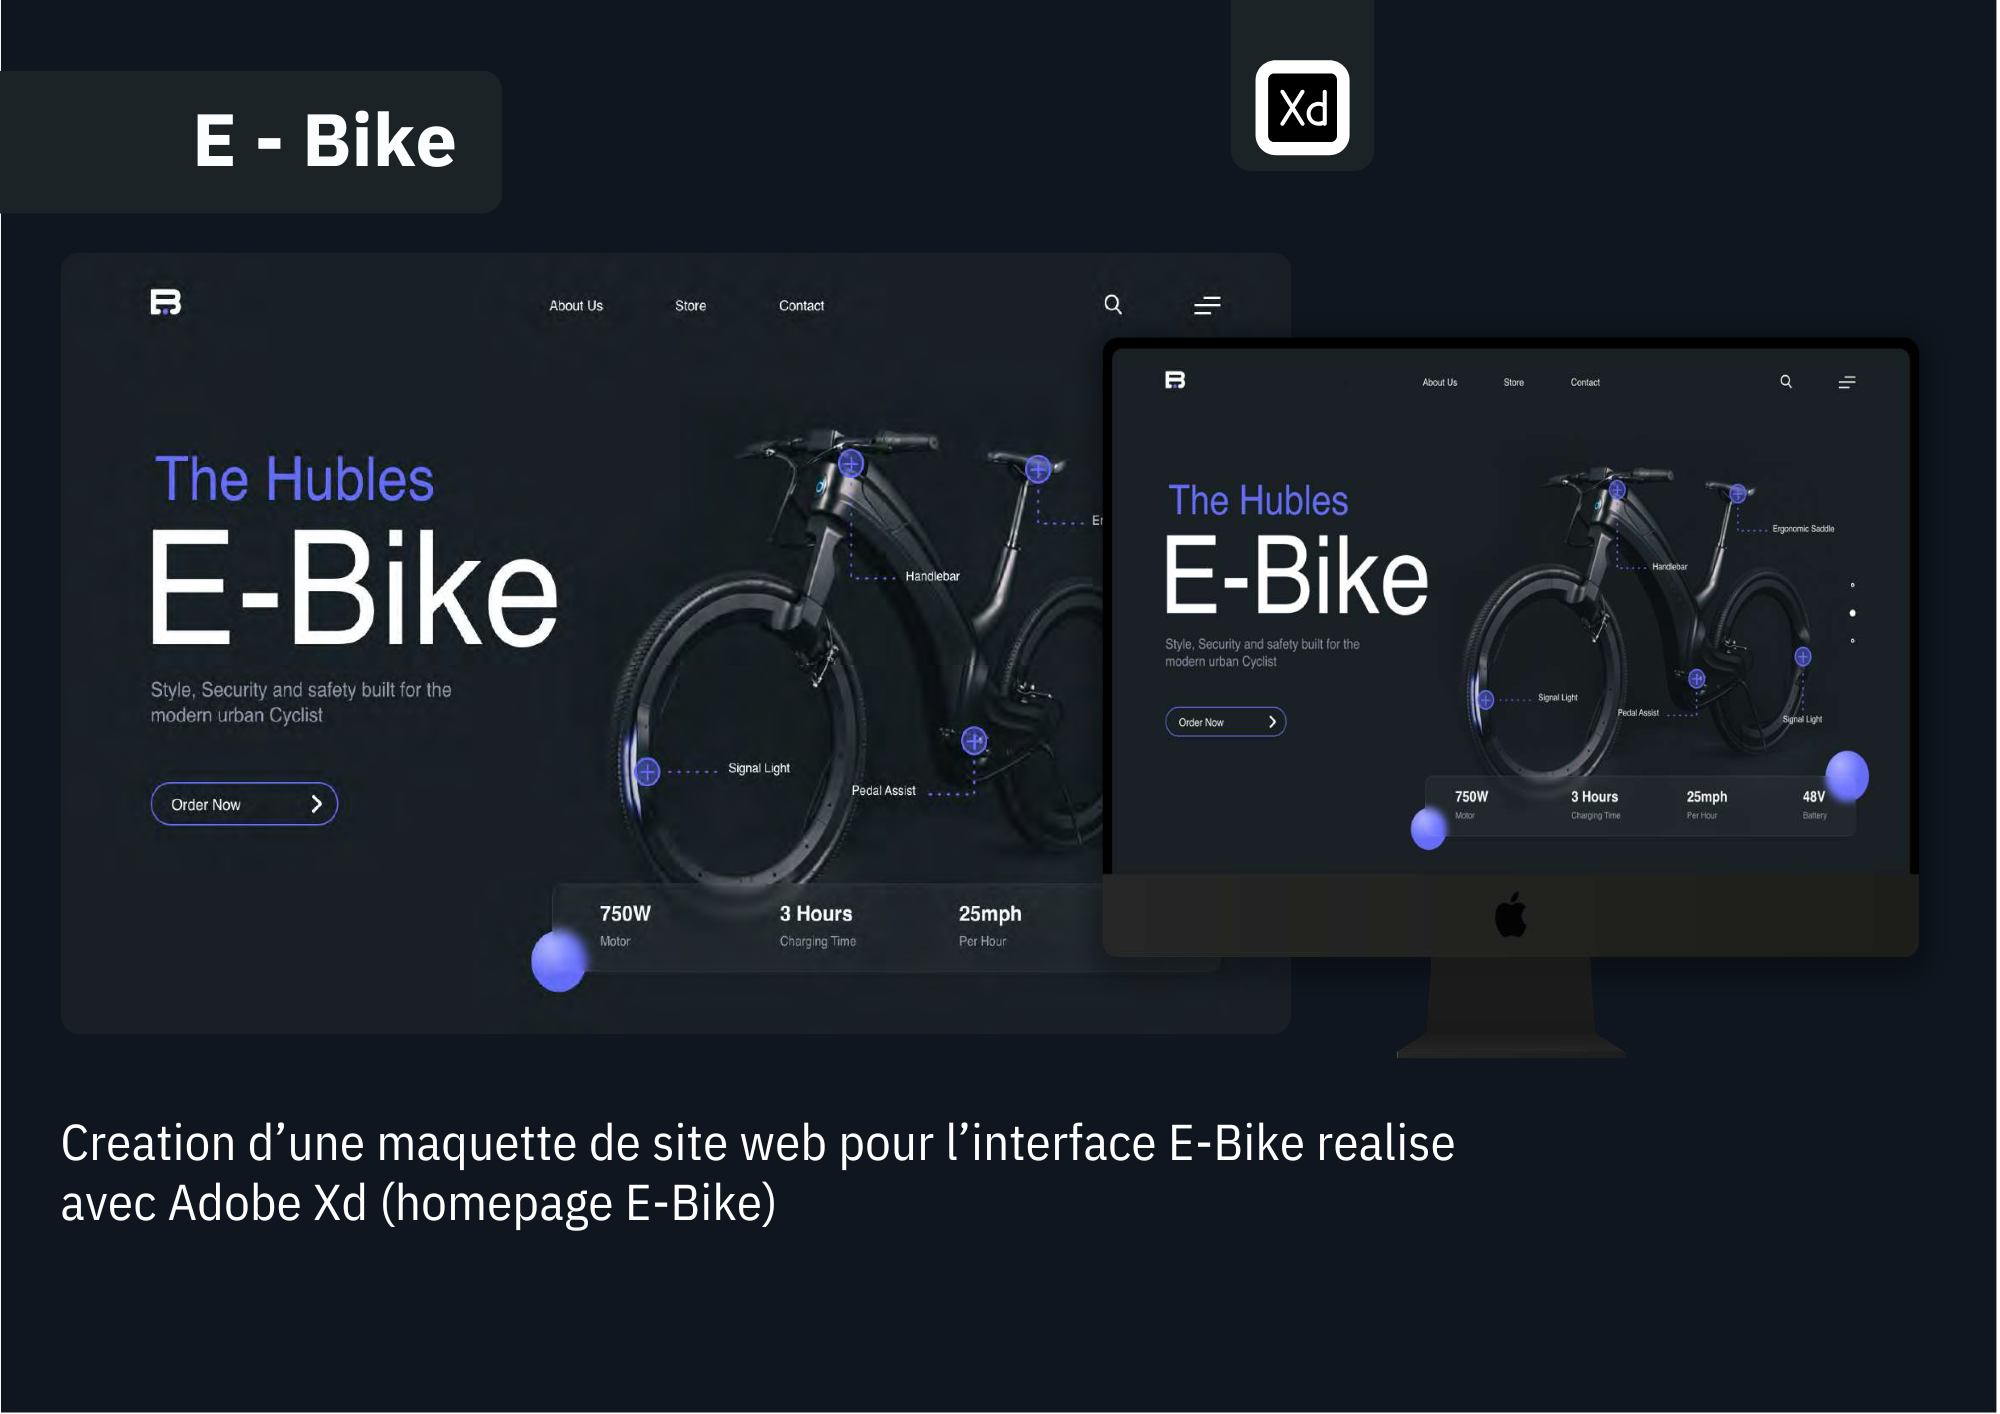 E - Bike
Xd
About Us Store Contact
The Hubles
E-Bike
Style, Security and safety built for the
modern urban Cyclist
Order Now
Handlebar
Er
Signal Light
Pedal Assist
750W 3 Hours 25mph
Motor Charging Time Per Hour
About Us Store Contact
The Hubles
E-Bike
Style, Security and safety built for the
modern urban Cyclist
Order Now
Ergonomic Saddle
Handlebar
Signal Light
Pedal Assist
Signal Light
750W 3 Hours 25mph 48V
Motor Charging Time Per Hour Battery
Creation d’une maquette de site web pour l’interface E-Bike realise
avec Adobe Xd (homepage E-Bike)